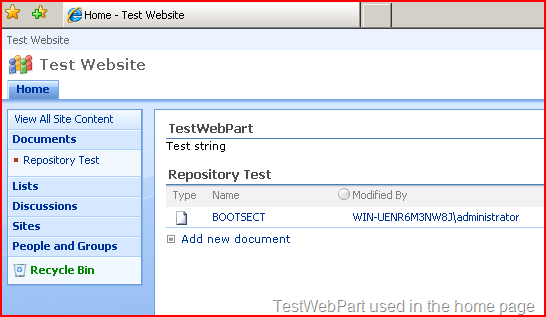 Home - Test Website
Test Website
Test Website
Home
View All Site Content
Documents
Repository Test
Lists
Discussions
Sites
People and Groups
Recycle Bin
TestWebPart
Test string
Repository Test
Type Name Modified By
BOOTSECT WIN-UENR6M3NW8J\administrator
Add new document
TestWebPart used in the home page